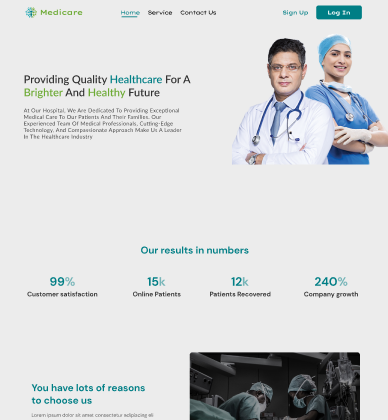 Medicare
Home Service Contact Us
Sign Up Log In
Providing Quality Healthcare For A
Brighter And Healthy Future
At Our Hospital, We Are Dedicated To Providing Exceptional
Medical Care To Our Patients And Their Families. Our
Experienced Team Of Medical Professionals, Cutting-Edge
Technology, And Compassionate Approach Make Us A Leader
In The Healthcare Industry
Our results in numbers
99% 15k 12k 240%
Customer satisfaction Online Patients Patients Recovered Company growth
You have lots of reasons
to choose us
Lorem ipsum dolor sit amet consectetur adipiscing eli